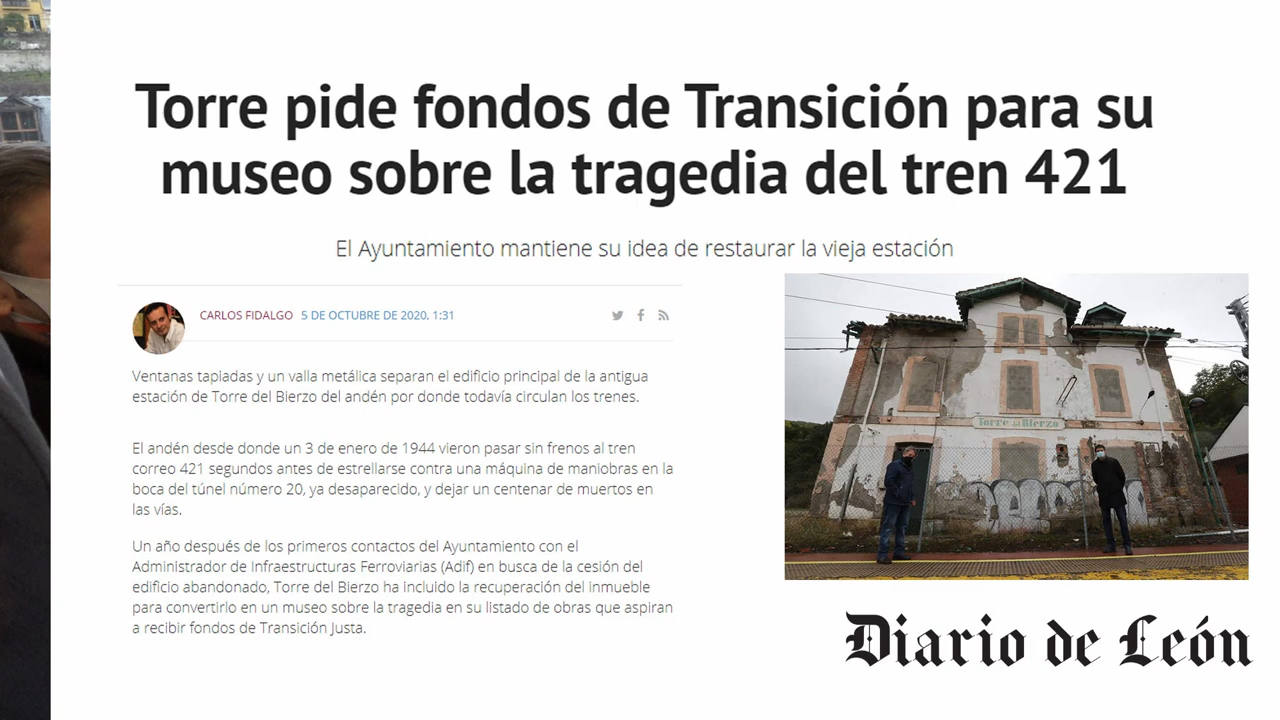 Torre pide fondos de Transición para su
museo sobre la tragedia del tren 421
El Ayuntamiento mantiene su idea de restaurar la vieja estación
CARLOS FIDALGO 5 DE OCTUBRE DE 2020, 1:31
Ventanas tapiadas y un valla metálica separan el edificio principal de la antigua
estación de Torre del Bierzo del andén por donde todavía circulan los trenes.
El andén desde donde un 3 de enero de 1944 vieron pasar sin frenos al tren
correo 421 segundos antes de estrellarse contra una máquina de maniobras en la
boca del túnel número 20, ya desaparecido, y dejar un centenar de muertos en
las vías.
Un año después de los primeros contactos del Ayuntamiento con el
Administrador de Infraestructuras Ferroviarias (Adif) en busca de la cesión del
edificio abandonado, Torre del Bierzo ha incluido la recuperación del inmueble
para convertirlo en un museo sobre la tragedia en su listado de obras que aspiran
a recibir fondos de Transición Justa.
Torre del Bierzo
Diario de León